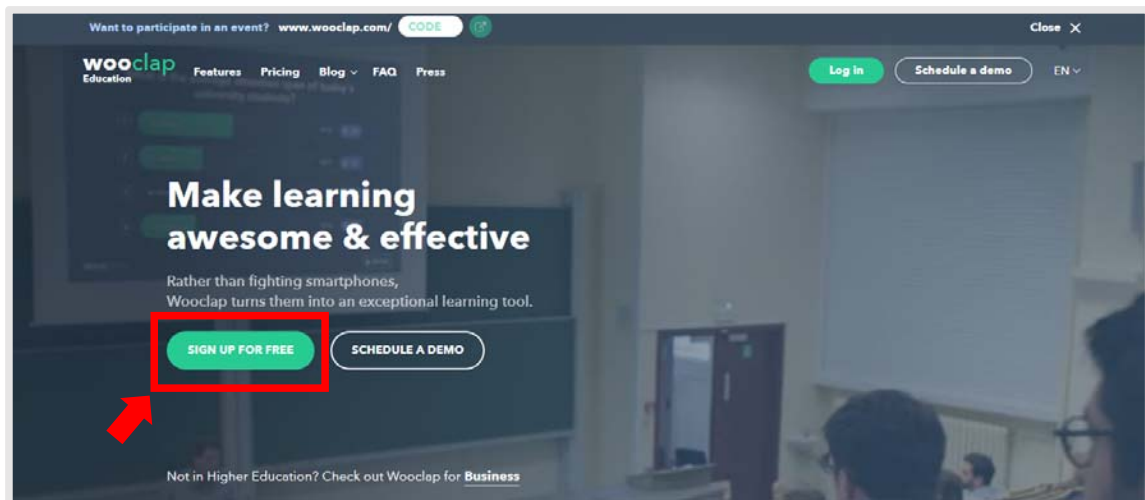 Want to participate in an event? www.wooclap.com/ CODE
Close
wooclap
Education
Features Pricing Blog FAQ Press
Log in Schedule a demo EN
Make learning
awesome & effective
Rather than fighting smartphones,
Wooclap turns them into an exceptional learning tool.
SIGN UP FOR FREE SCHEDULE A DEMO
Not in Higher Education? Check out Wooclap for Business